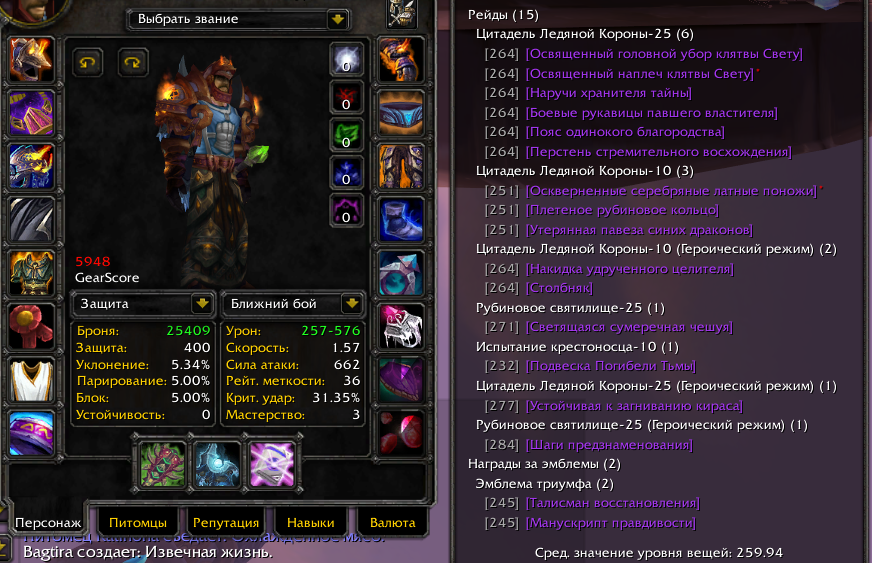 Выбрать звание
0
0
0
0
0
5948
GearScore
Защита
Броня: 25409
Защита: 400
Уклонение: 5.34%
Парирование: 5.00%
Блок: 5.00%
Устойчивость: 0
Ближний бой
Урон: 257-576
Скорость: 1.57
Сила атаки: 662
Рейт. меткости: 36
Крит. удар: 31.35%
Мастерство: 3
Персонаж
Питомцы
Репутация
Навыки
Валюта
Bagtira создает: Извечная жизнь.
Рейды (15)
Цитадель Ледяной Короны-25 (6)
[264] [Освященный головной убор клятвы Свету]
[264] [Освященный наплеч клятвы Свету]*
[264] [Наручи хранителя тайны]
[264] [Боевые рукавицы павшего властителя]
[264] [Пояс одинокого благородства]
[264] [Перстень стремительного восхождения]
Цитадель Ледяной Короны-10 (3)
[251] [Оскверненные серебряные латные поножи]*
[251] [Плетеное рубиновое кольцо]
[251] [Утерянная павеза синих драконов]
Цитадель Ледяной Короны-10 (Героический режим) (2)
[264] [Накидка удрученного целителя]
[264] [Столбняк]
Рубиновое святилище-25 (1)
[271] [Светящаяся сумеречная чешуя]
Испытание крестоносца-10 (1)
[232] [Подвеска Погибели Тьмы]
Цитадель Ледяной Короны-25 (Героический режим) (1)
[277] [Устойчивая к загниванию кираса]
Рубиновое святилище-25 (Героический режим) (1)
[284] [Шаги предзнаменования]
Награды за эмблемы (2)
Эмблема триумфа (2)
[245] [Талисман восстановления]
[245] [Манускрипт правдивости]
Сред. значение уровня вещей: 259.94